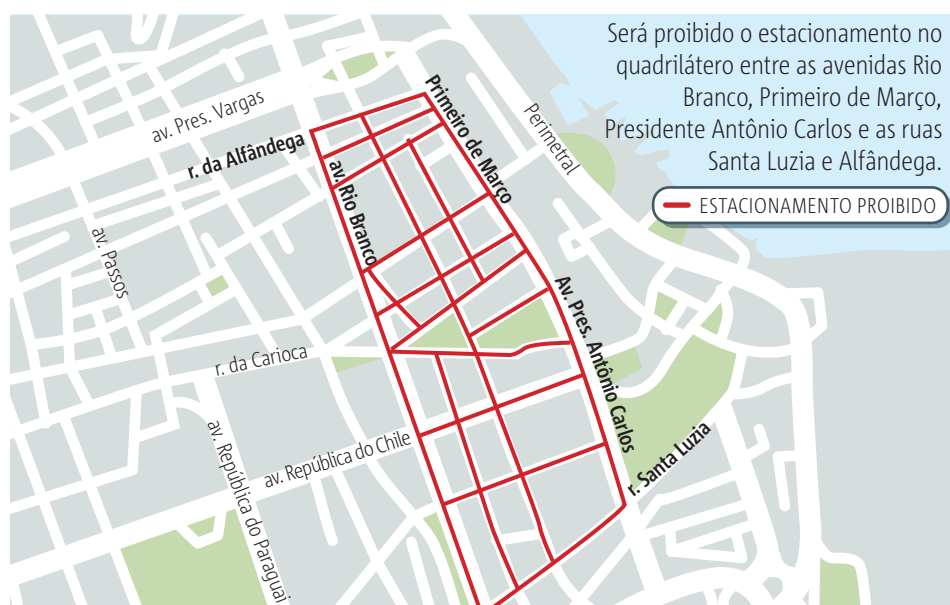 Será proibido o estacionamento no
quadrilátero entre as avenidas Rio
Branco, Primeiro de Março,
Presidente Antônio Carlos e as ruas
Santa Luzia e Alfândega.
ESTACIONAMENTO PROIBIDO
av. Pres. Vargas
r. da Alfândega
Primeiro de Março
Perimetral
av. Rio Branco
av. Passos
Av. Pres. Antônio Carlos
r. da Carioca
av. República do Chile
r. Santa Luzia
av. República do Paraguai